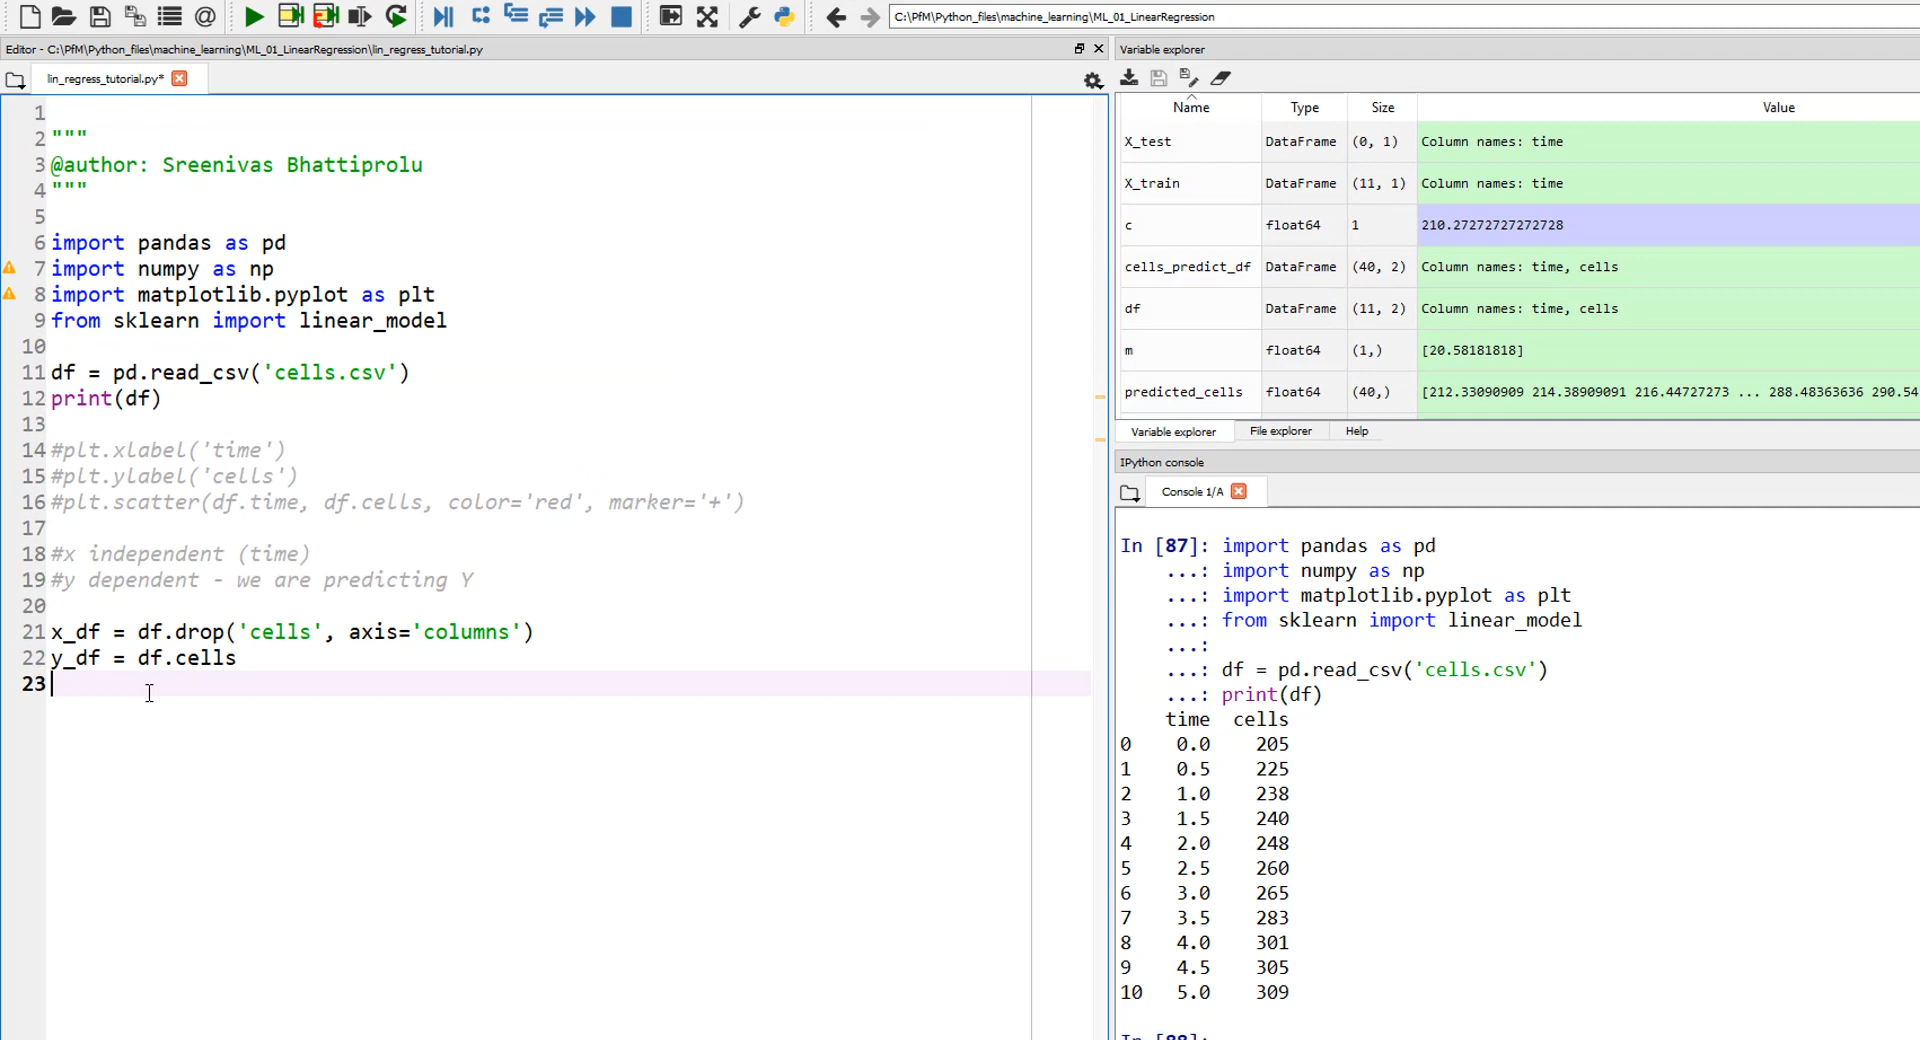 C:\PfM\Python_files\machine_learning\ML_01_LinearRegression
Editor - C:\PfM\Python_files\machine_learning\ML_01_LinearRegression\lin_regress_tutorial.py
lin_regress_tutorial.py*
1
2 """
3 @author: Sreenivas Bhattiprolu
4 """
5
6 import pandas as pd
7 import numpy as np
8 import matplotlib.pyplot as plt
9 from sklearn import linear_model
10
11 df = pd.read_csv('cells.csv')
12 print(df)
13
14 #plt.xlabel('time')
15 #plt.ylabel('cells')
16 #plt.scatter(df.time, df.cells, color='red', marker='+')
17
18 #x independent (time)
19 #y dependent - we are predicting Y
20
21 x_df = df.drop('cells', axis='columns')
22 y_df = df.cells
23
Variable explorer
Name Type Size Value
X_test DataFrame (0, 1) Column names: time
X_train DataFrame (11, 1) Column names: time
c float64 1 210.27272727272728
cells_predict_df DataFrame (40, 2) Column names: time, cells
df DataFrame (11, 2) Column names: time, cells
m float64 (1,) [20.58181818]
predicted_cells float64 (40,) [212.33090909 214.38909091 216.44727273 ... 288.48363636 290.54
Variable explorer File explorer Help
IPython console
Console 1/A
In [87]: import pandas as pd
...: import numpy as np
...: import matplotlib.pyplot as plt
...: from sklearn import linear_model
...:
...: df = pd.read_csv('cells.csv')
...: print(df)
time cells
0 0.0 205
1 0.5 225
2 1.0 238
3 1.5 240
4 2.0 248
5 2.5 260
6 3.0 265
7 3.5 283
8 4.0 301
9 4.5 305
10 5.0 309
In [88]: